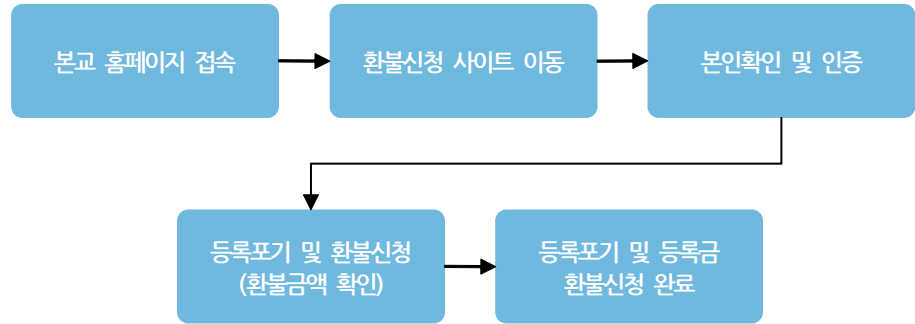 본교 홈페이지 접속
환불신청 사이트 이동
본인확인 및 인증
등록포기 및 환불신청
(환불금액 확인)
등록포기 및 등록금
환불신청 완료